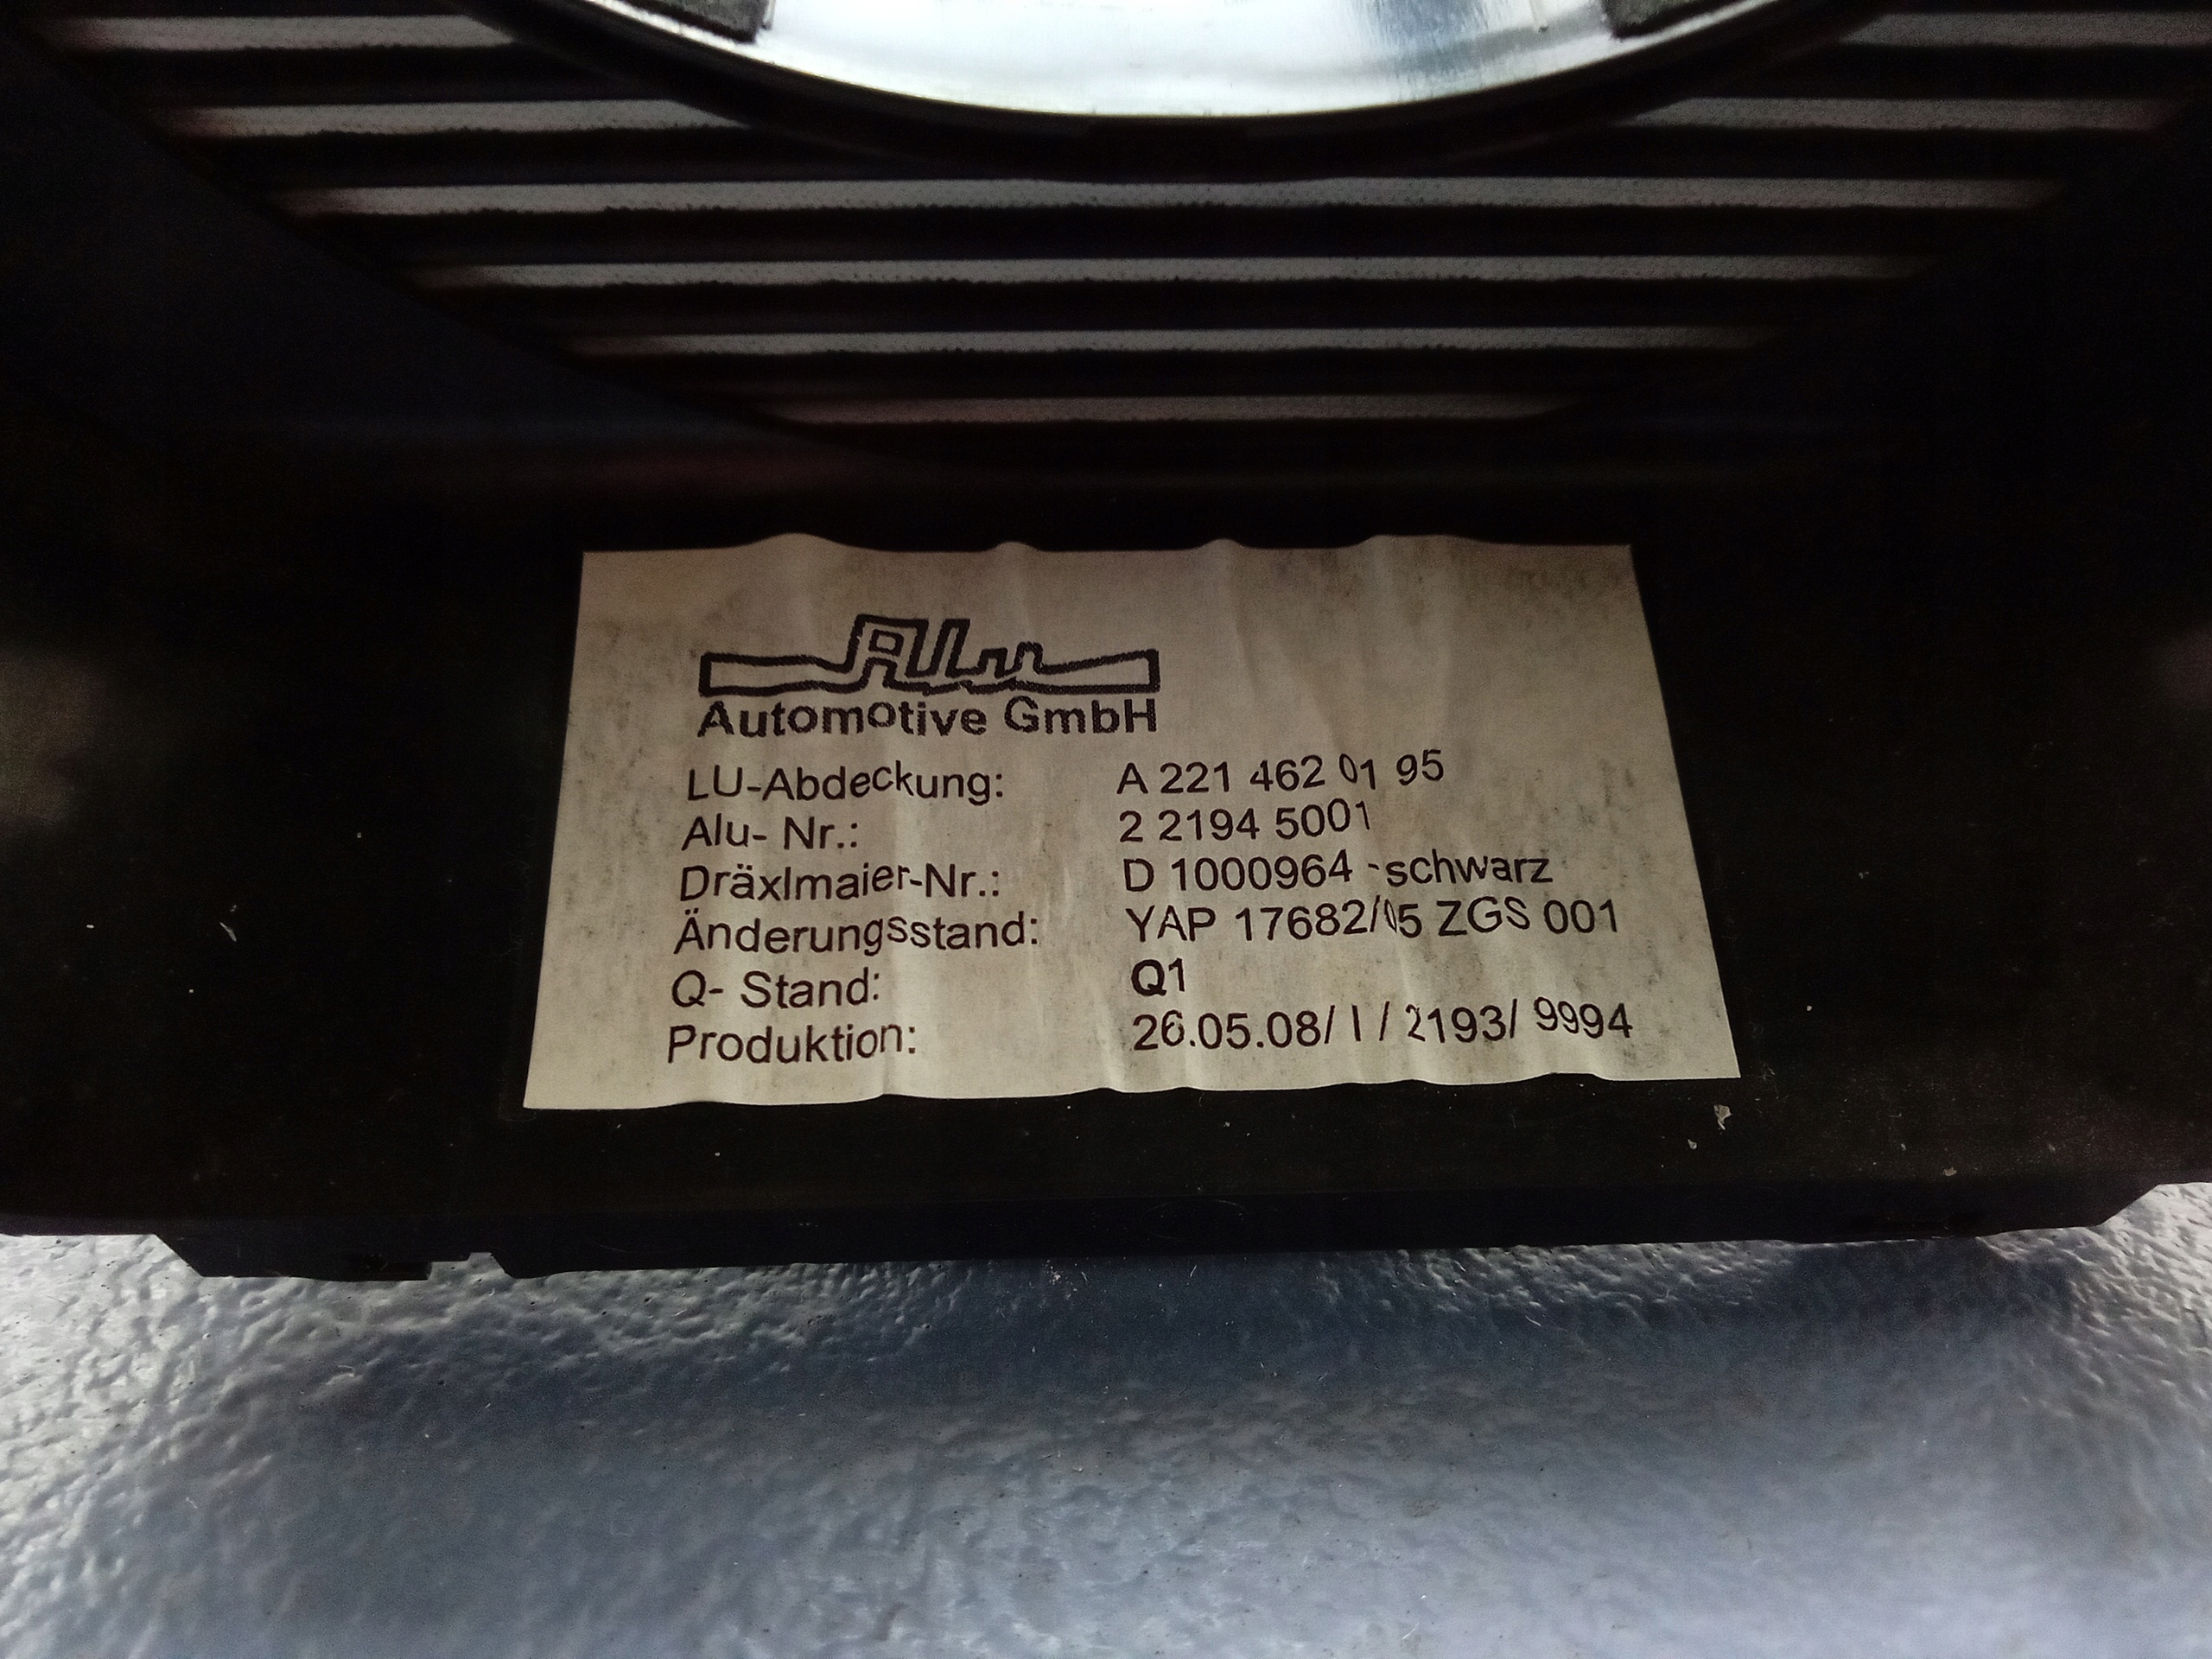 Alu
Automotive GmbH
LU-Abdeckung: A 221 462 01 95
Alu- Nr.: 2 2194 5001
Dräxlmaier-Nr.: D 1000964 -schwarz
Änderungsstand: YAP 17682/05 ZGS 001
Q- Stand: Q1
Produktion: 26.05.08/ I / 2193/ 9994